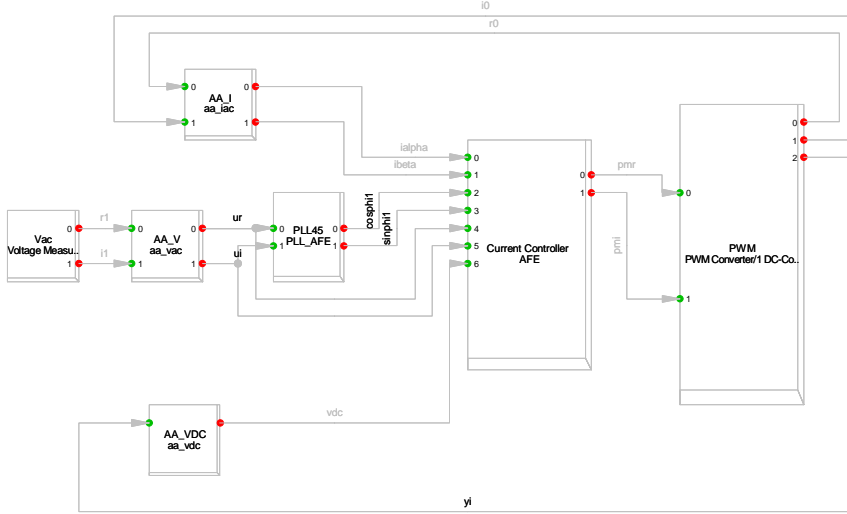 i0
r0
0 0
AA_I
aa_iac
1 1
ialpha
ibeta
0
1
2
3
4
5
6
Current Controller
AFE
0
1
pmr
pmi
0
1
PWM
PWM Converter/1 DC-Co..
0
1
2
Vac
Voltage Measu..
0
1
r1
i1
0 0
AA_V
aa_vac
1 1
ur
ui
0 0
PLL45
PLL_AFE
1 1
cosphi1
sinphi1
AA_VDC
aa_vdc
vdc
yi